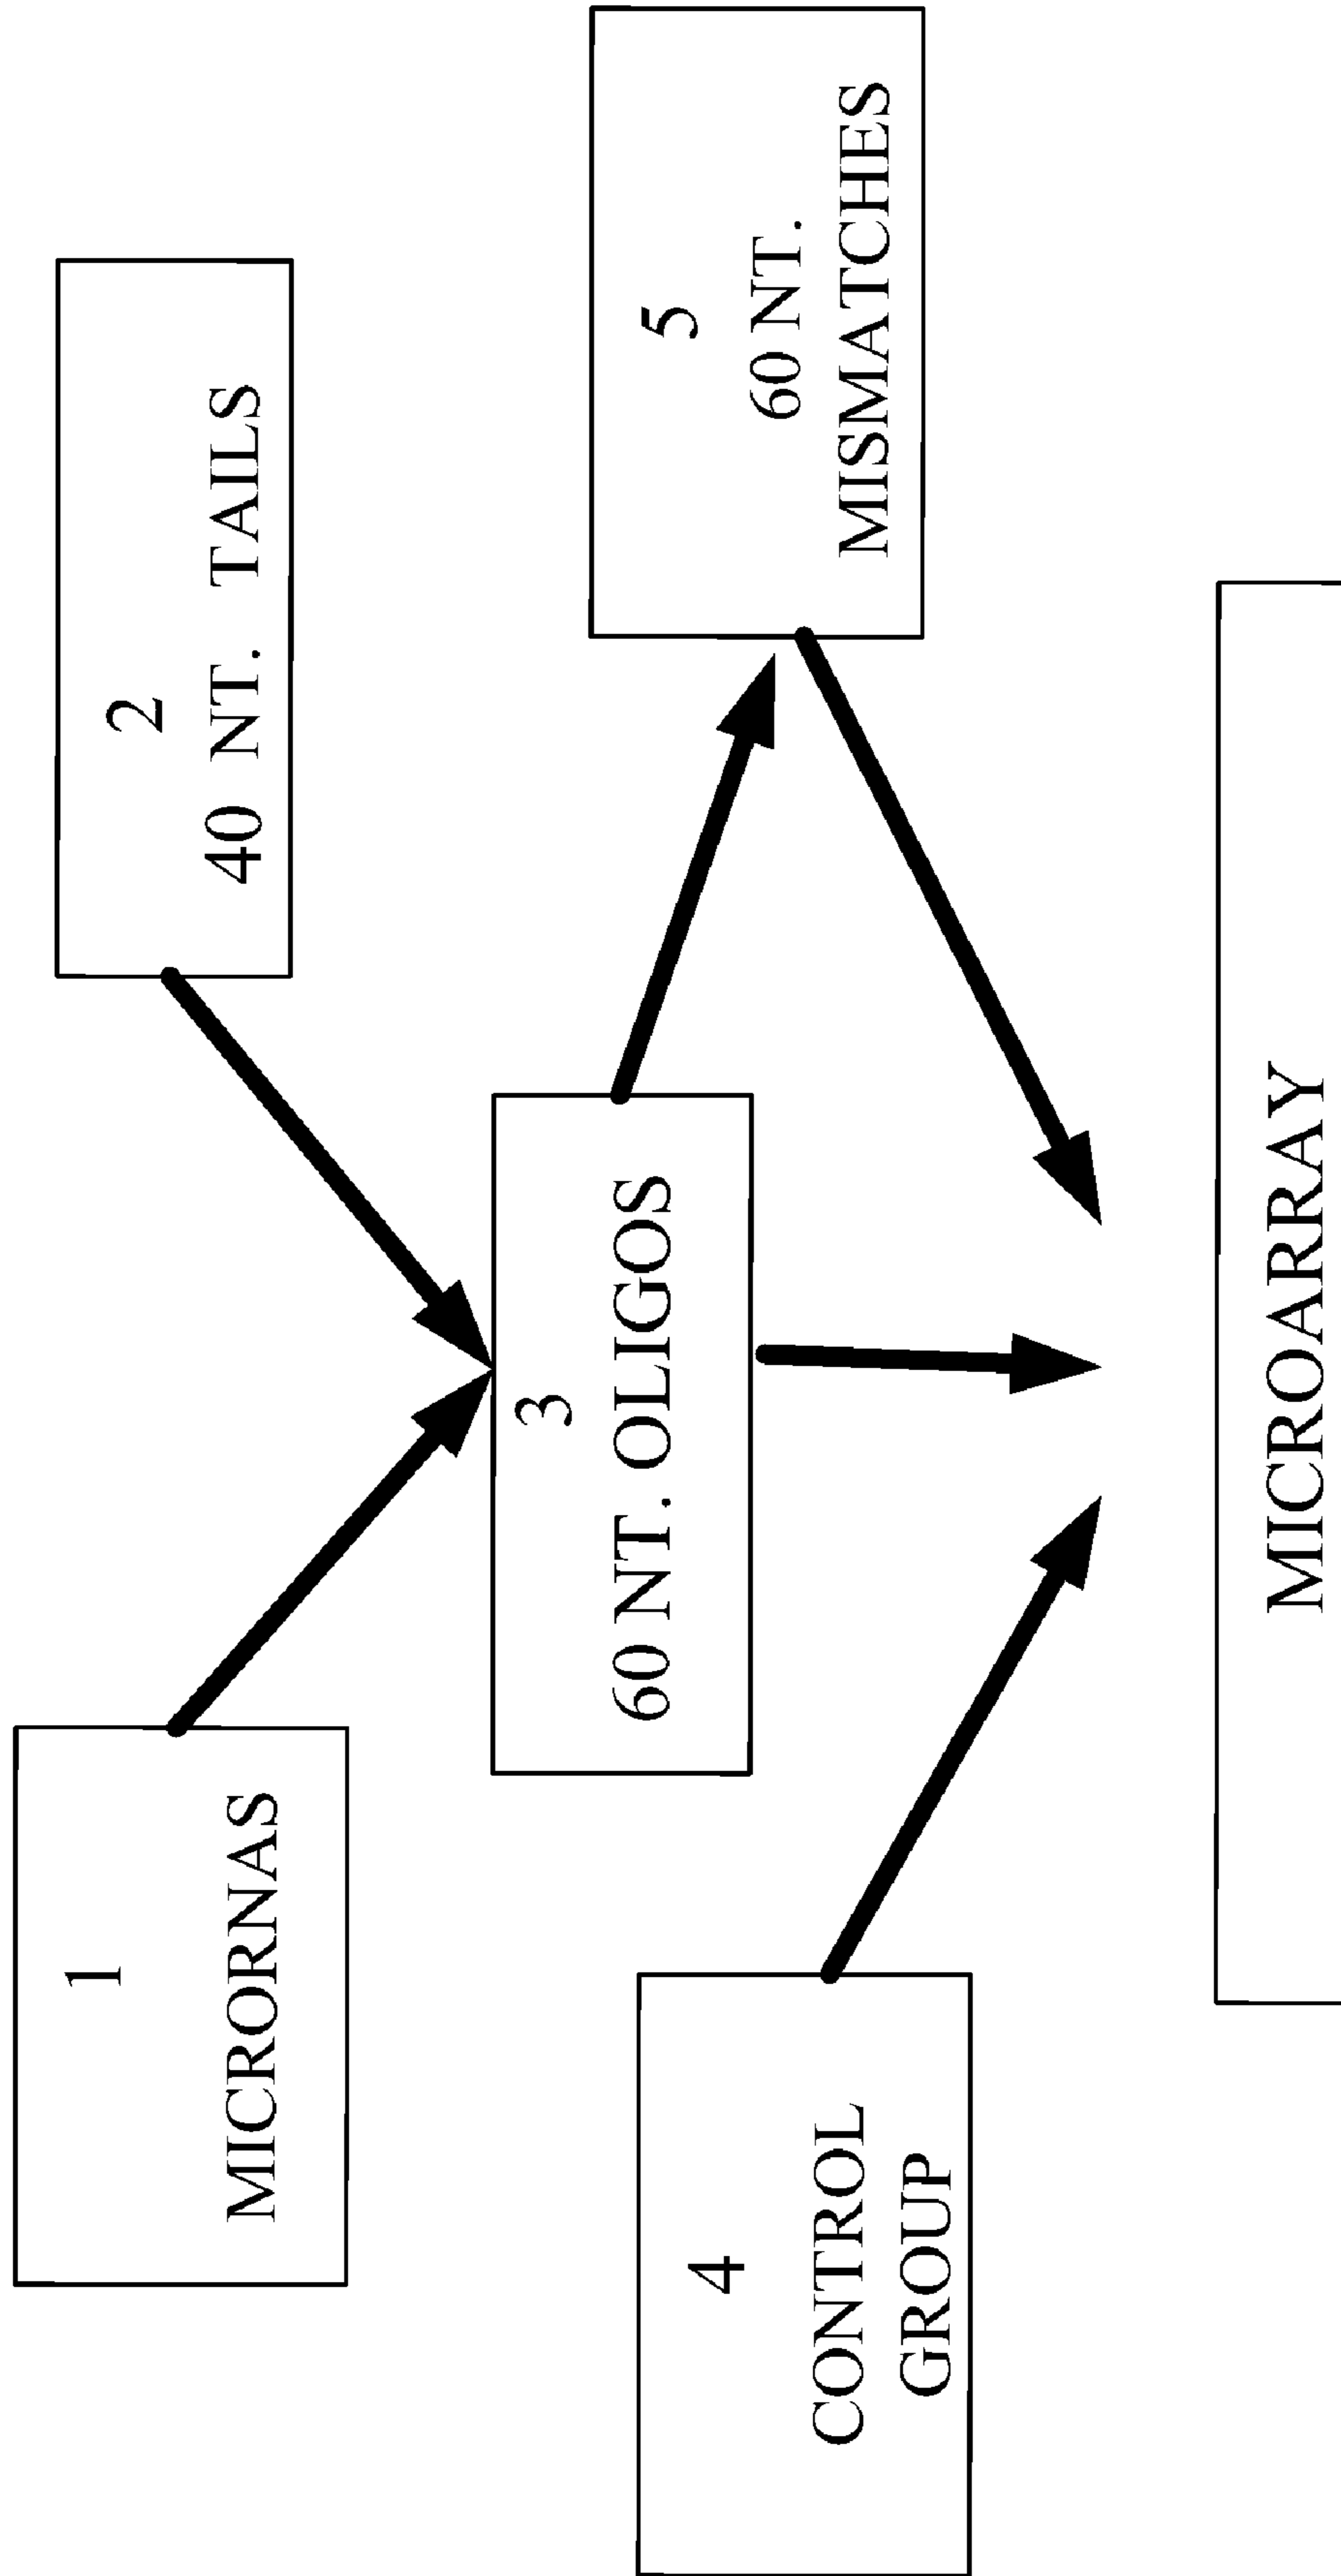 1
MICRORNAS
2
40 NT. TAILS
3
60 NT. OLIGOS
4
CONTROL
GROUP
5
60 NT.
MISMATCHES
MICROARRAY